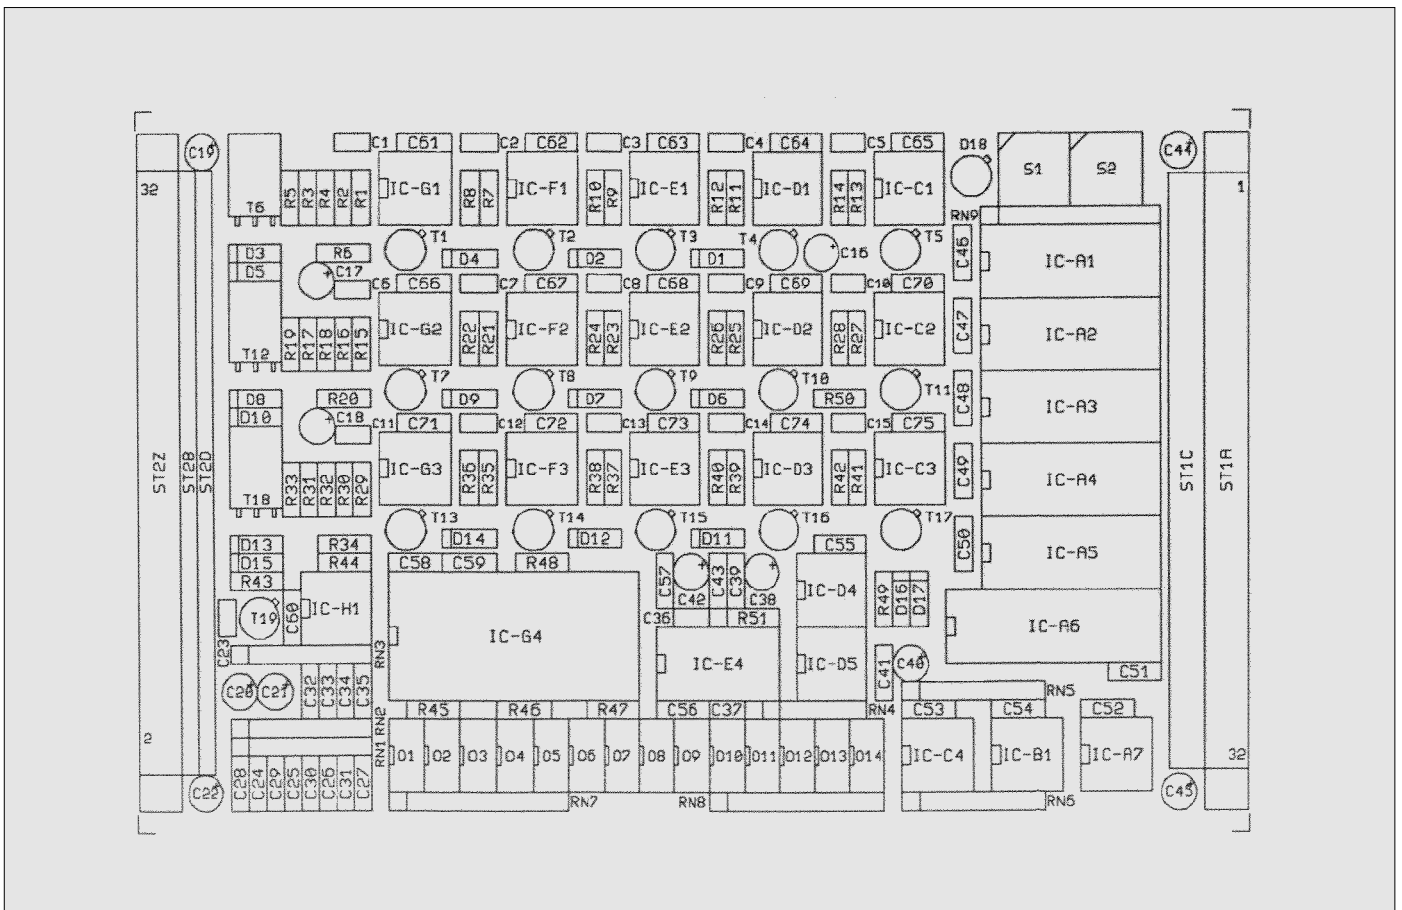 C19 C1 C61 C2 C62 C3 C63 C4 C64 C5 C65 D18 C44
S1 S2
32 R5 R3 R4 R2 R1 IC-G1 R8 R7 IC-F1 R10 R9 IC-E1 R12 R11 IC-D1 R14 R13 IC-C1 1
T6 RN9
T1 T2 T3 T4 T5
D3 R6 D4 D2 D1 C16 C46 IC-A1
D5 C17
C6 C66 C7 C67 C8 C68 C9 C69 C10 C70
R19 R17 R18 R16 R15 IC-G2 R22 R21 IC-F2 R24 R23 IC-E2 R26 R25 IC-D2 R28 R27 IC-C2 C47 IC-A2
T12
T7 T8 T9 T10 T11
D8 R20 D9 D7 D6 R50 C48 IC-A3
D10 C18 C11 C71 C12 C72 C13 C73 C14 C74 C15 C75
ST2Z ST2B ST2D IC-G3 R36 R35 IC-F3 R38 R37 IC-E3 R40 R39 IC-D3 R42 R41 IC-C3 C49 IC-A4 ST1C ST1A
T18 R33 R31 R32 R30 R29
T13 T14 T15 T16 T17
D13 R34 D14 D12 D11 C55 C50 IC-A5
D15 R44 C58 C59 R48 C57 C43 C39
R43 C42 C38 IC-D4 R49 D16 D17
T19 C60 IC-H1 C36 R51
C23 RN3 IC-G4 IC-E4 IC-D5 C41 C40 IC-A6
C51
C20 C21 C32 C33 C34 C35 RN5
RN2 R45 R46 R47 C56 C37 RN4 C53 C54 C52
2 RN1 O1 O2 O3 O4 O5 O6 O7 O8 O9 O10 O11 O12 O13 O14 IC-C4 IC-B1 IC-A7 32
C22 C28 C24 C29 C25 C30 C26 C31 C27 RN7 RN8 RN6 C45